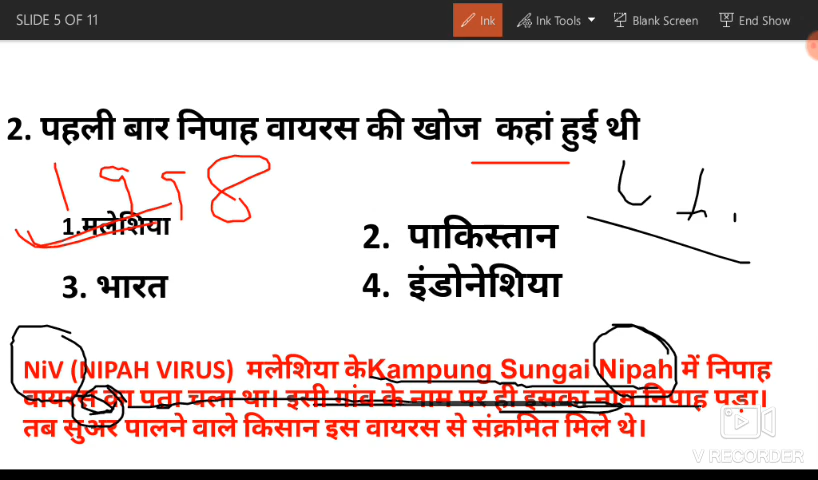 SLIDE 5 OF 11 Ink Ink Tools Blank Screen End Show
2. पहली बार निपाह वायरस की खोज कहां हुई थी
1998
1.मलेशिया
2. पाकिस्तान
3. भारत
4. इंडोनेशिया
NiV (NIPAH VIRUS) मलेशिया केKampung Sungai Nipah में निपाह
वायरस का पता चला था। इसी गांव के नाम पर ही इसका नाम निपाह पड़ा।
तब सुअर पालने वाले किसान इस वायरस से संक्रमित मिले थे।
V RECORDER